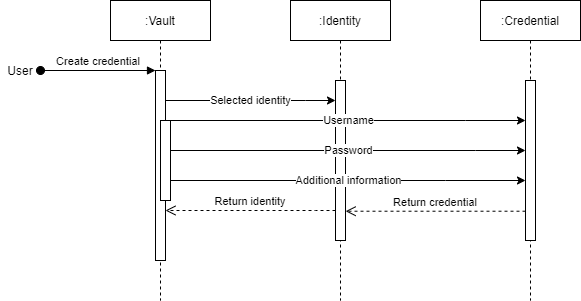 :Vault
:Identity
:Credential
User
Create credential
Selected identity
Username
Password
Additional information
Return identity
Return credential